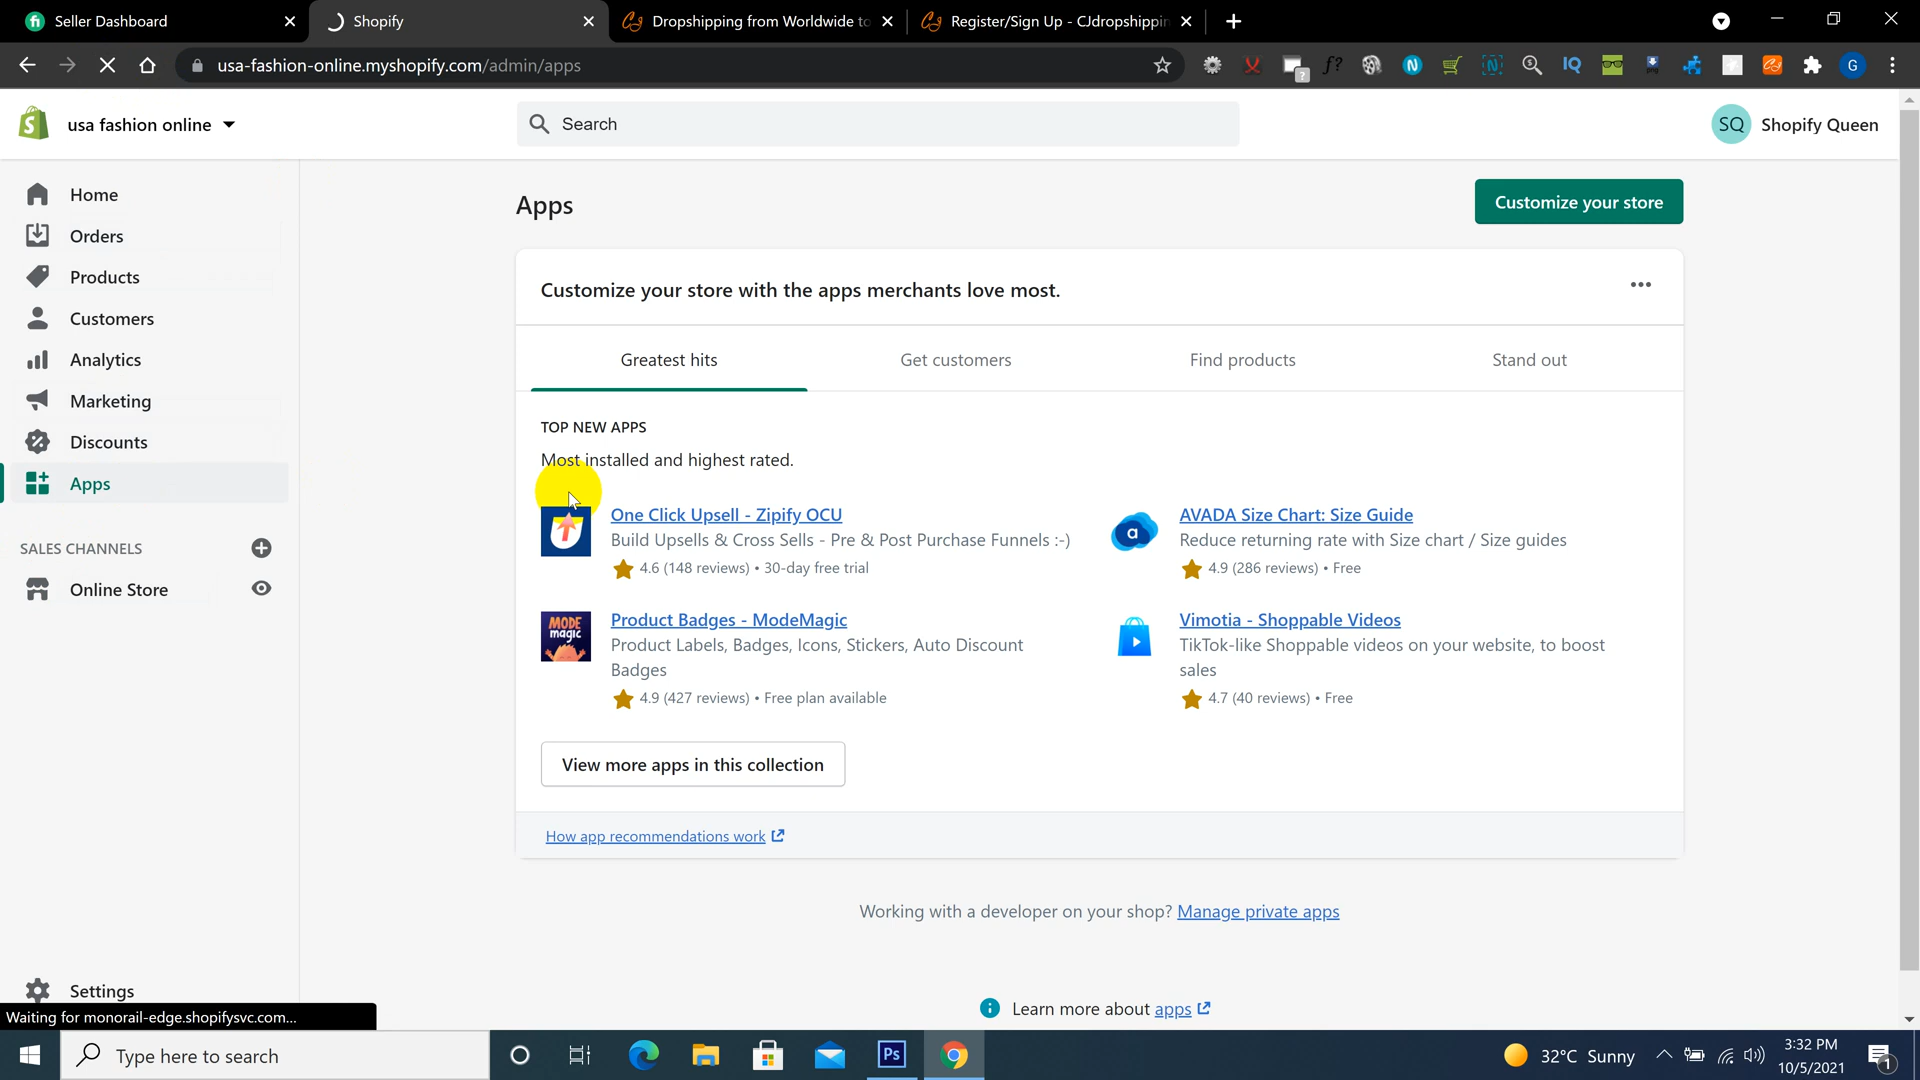 Seller Dashboard
Shopify
Dropshipping from Worldwide to
Register/Sign Up - CJdropshippin
usa-fashion-online.myshopify.com/admin/apps
usa fashion online
Search
SQ
Shopify Queen
Home
Orders
Products
Customers
Analytics
Marketing
Discounts
Apps
SALES CHANNELS
Online Store
Settings
Apps
Customize your store
Customize your store with the apps merchants love most.
Greatest hits
Get customers
Find products
Stand out
TOP NEW APPS
Most installed and highest rated.
One Click Upsell - Zipify OCU
Build Upsells & Cross Sells - Pre & Post Purchase Funnels :-)
4.6 (148 reviews) • 30-day free trial
AVADA Size Chart: Size Guide
Reduce returning rate with Size chart / Size guides
4.9 (286 reviews) • Free
MODE
magic
Product Badges - ModeMagic
Product Labels, Badges, Icons, Stickers, Auto Discount
Badges
4.9 (427 reviews) • Free plan available
Vimotia - Shoppable Videos
TikTok-like Shoppable videos on your website, to boost
sales
4.7 (40 reviews) • Free
View more apps in this collection
How app recommendations work
Working with a developer on your shop? Manage private apps
Learn more about apps
Waiting for monorail-edge.shopifysvc.com...
Type here to search
Ps
32°C Sunny
3:32 PM
10/5/2021
1